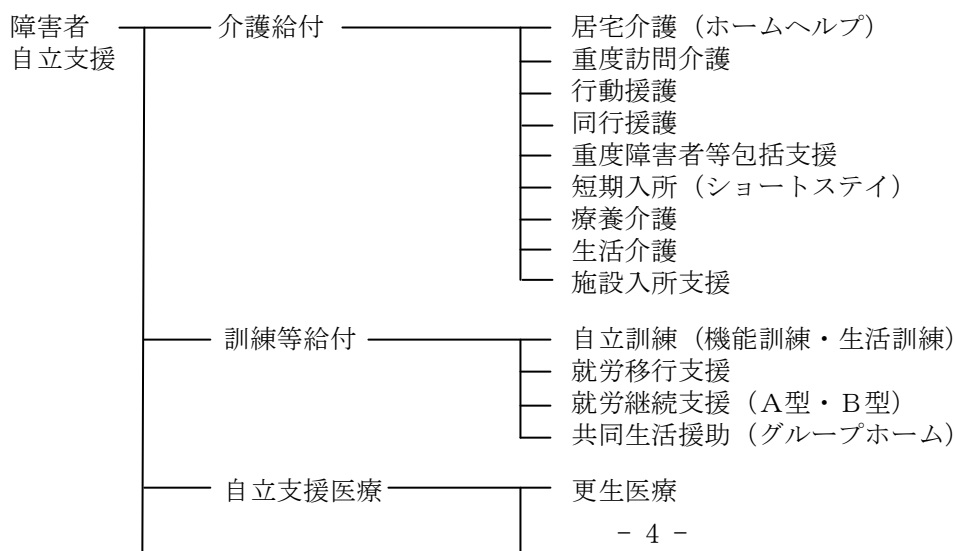 障害者 介護給付 居宅介護（ホームヘルプ）
自立支援 重度訪問介護
行動援護
同行援護
重度障害者等包括支援
短期入所（ショートステイ）
療養介護
生活介護
施設入所支援
訓練等給付 自立訓練（機能訓練・生活訓練）
就労移行支援
就労継続支援（Ａ型・Ｂ型）
共同生活援助（グループホーム）
自立支援医療 更生医療
- 4 -